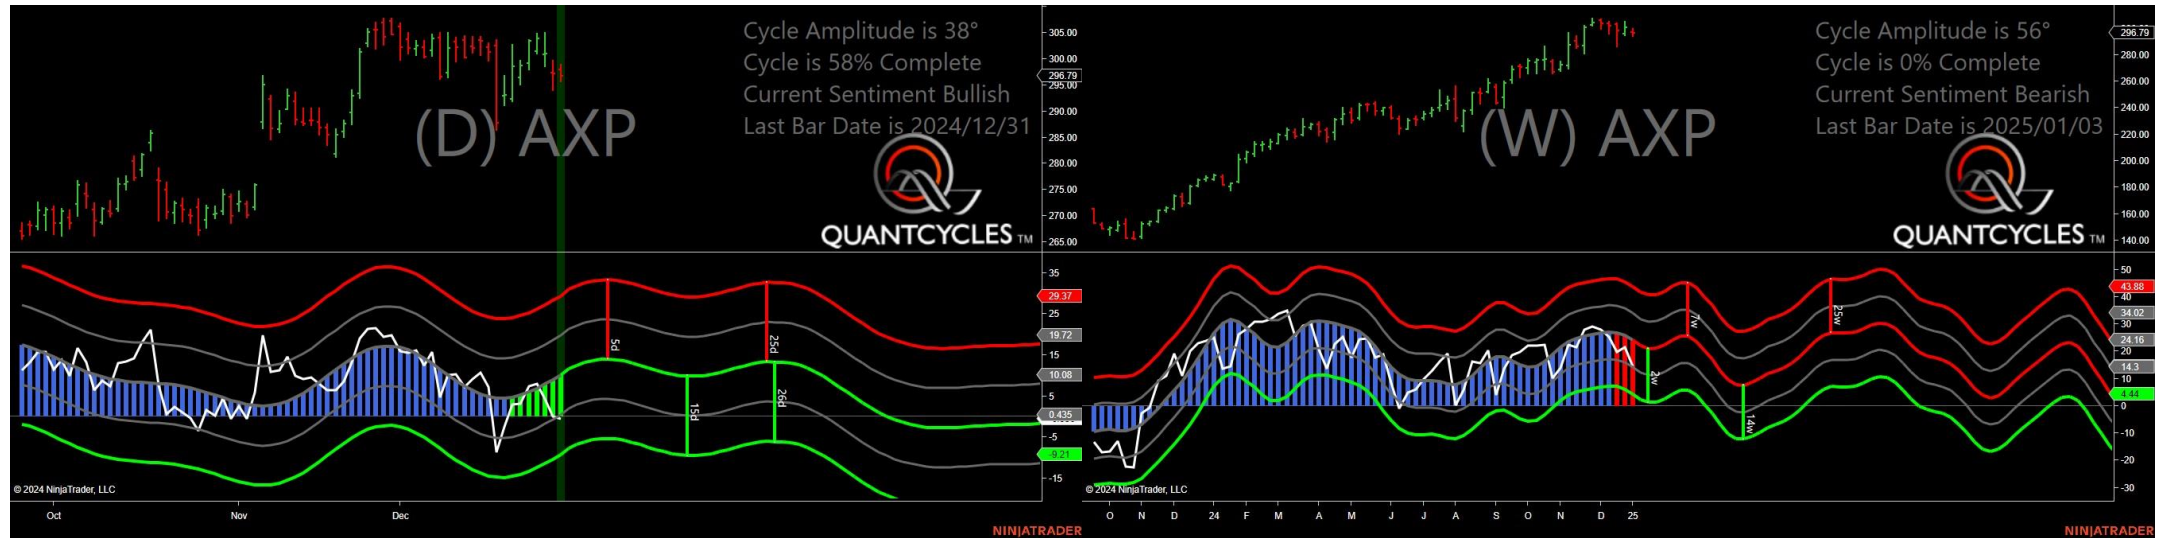 Cycle Amplitude is 38°
Cycle is 58% Complete
Current Sentiment Bullish
Last Bar Date is 2024/12/31
(D) AXP
QUANTCYCLES TM
305.00
300.00
296.79
295.00
290.00
285.00
280.00
275.00
270.00
265.00
35
29.37
25
19.72
15
10.08
5
0.435
-5
-9.21
-15
5d
15d
25d
26d
© 2024 NinjaTrader, LLC
Oct Nov Dec
NINJATRADER
Cycle Amplitude is 56°
Cycle is 0% Complete
Current Sentiment Bearish
Last Bar Date is 2025/01/03
(W) AXP
QUANTCYCLES TM
296.79
280.00
260.00
240.00
220.00
200.00
180.00
160.00
140.00
50
43.88
40
34.02
30
24.16
20
14.3
10
4.44
0
-10
-20
-30
2w
7w
14w
25w
© 2024 NinjaTrader, LLC
O N D 24 F M A M J J A S O N D 25
NINJATRADER